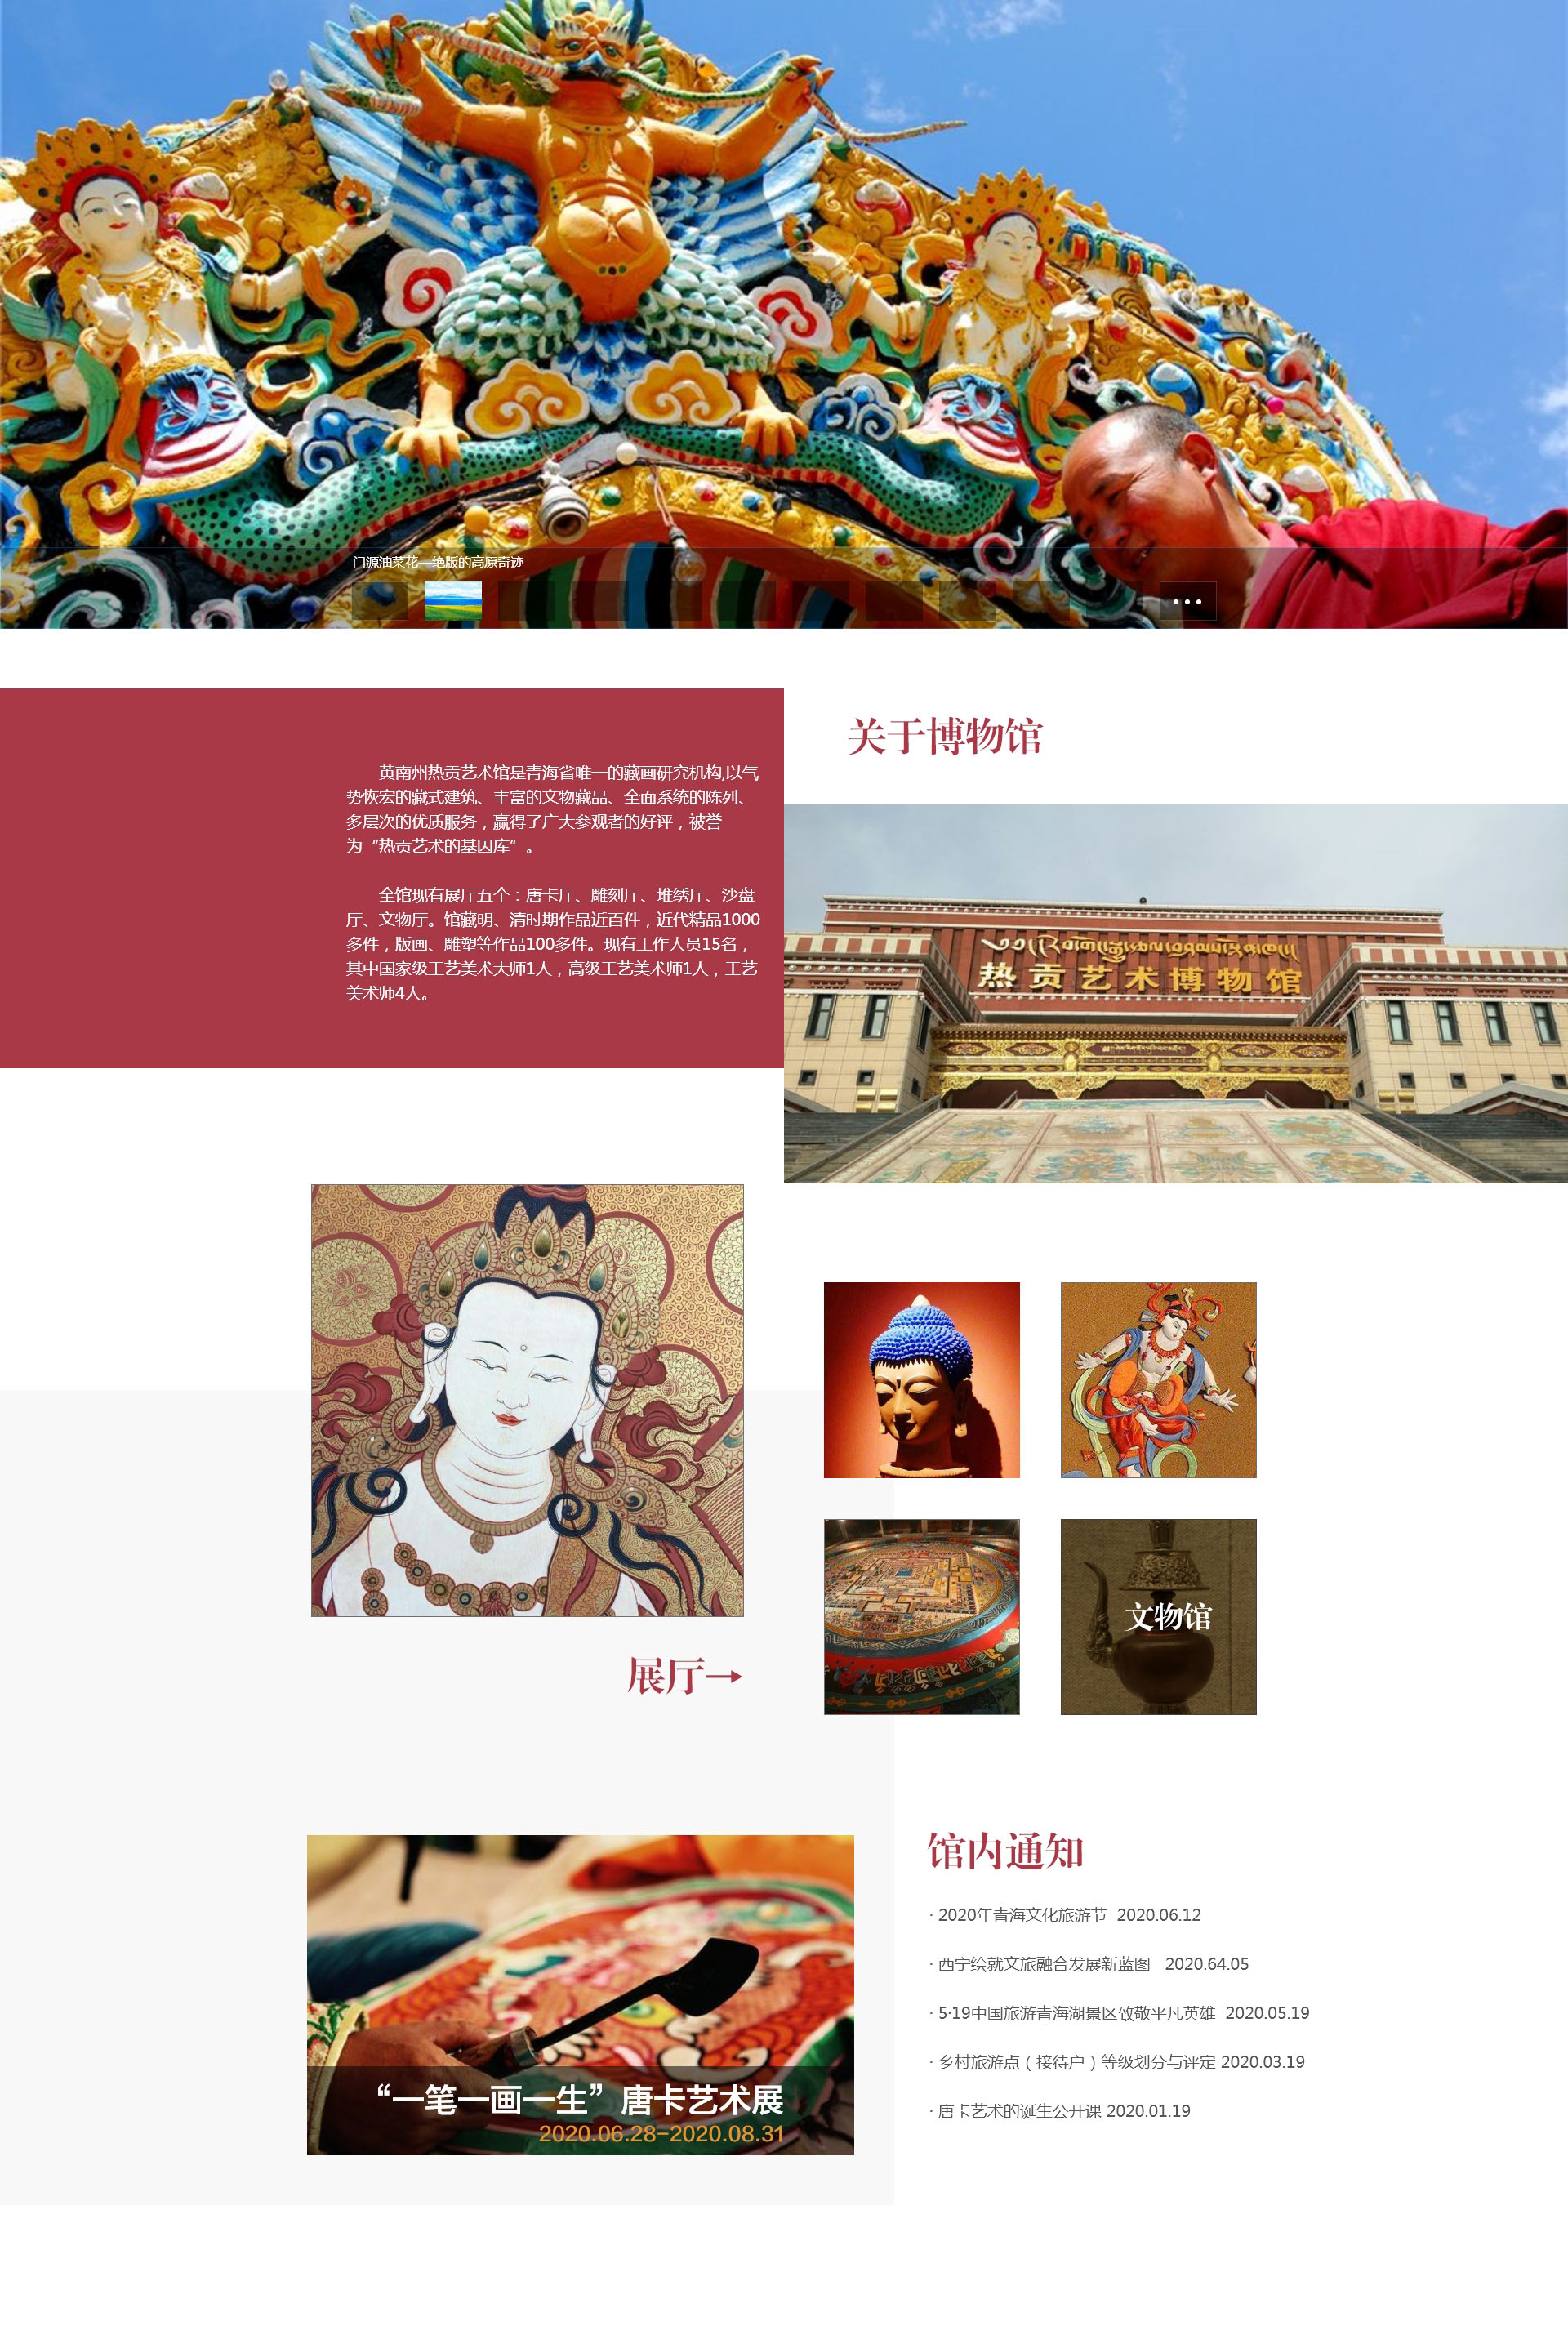 门源油菜花—绝版的高原奇迹
关于博物馆
黄南州热贡艺术馆是青海省唯一的藏画研究机构,以气
势恢宏的藏式建筑、丰富的文物藏品、全面系统的陈列、
多层次的优质服务，赢得了广大参观者的好评，被誉
为“热贡艺术的基因库”。
全馆现有展厅五个：唐卡厅、雕刻厅、堆绣厅、沙盘
厅、文物厅。馆藏明、清时期作品近百件，近代精品1000
多件，版画、雕塑等作品100多件。现有工作人员15名，
其中国家级工艺美术大师1人，高级工艺美术师1人，工艺
美术师4人。
热贡艺术博物馆
文物馆
展厅→
馆内通知
· 2020年青海文化旅游节 2020.06.12
· 西宁绘就文旅融合发展新蓝图 2020.64.05
· 5·19中国旅游青海湖景区致敬平凡英雄 2020.05.19
· 乡村旅游点（接待户）等级划分与评定 2020.03.19
· 唐卡艺术的诞生公开课 2020.01.19
“一笔一画一生”唐卡艺术展
2020.06.28-2020.08.31